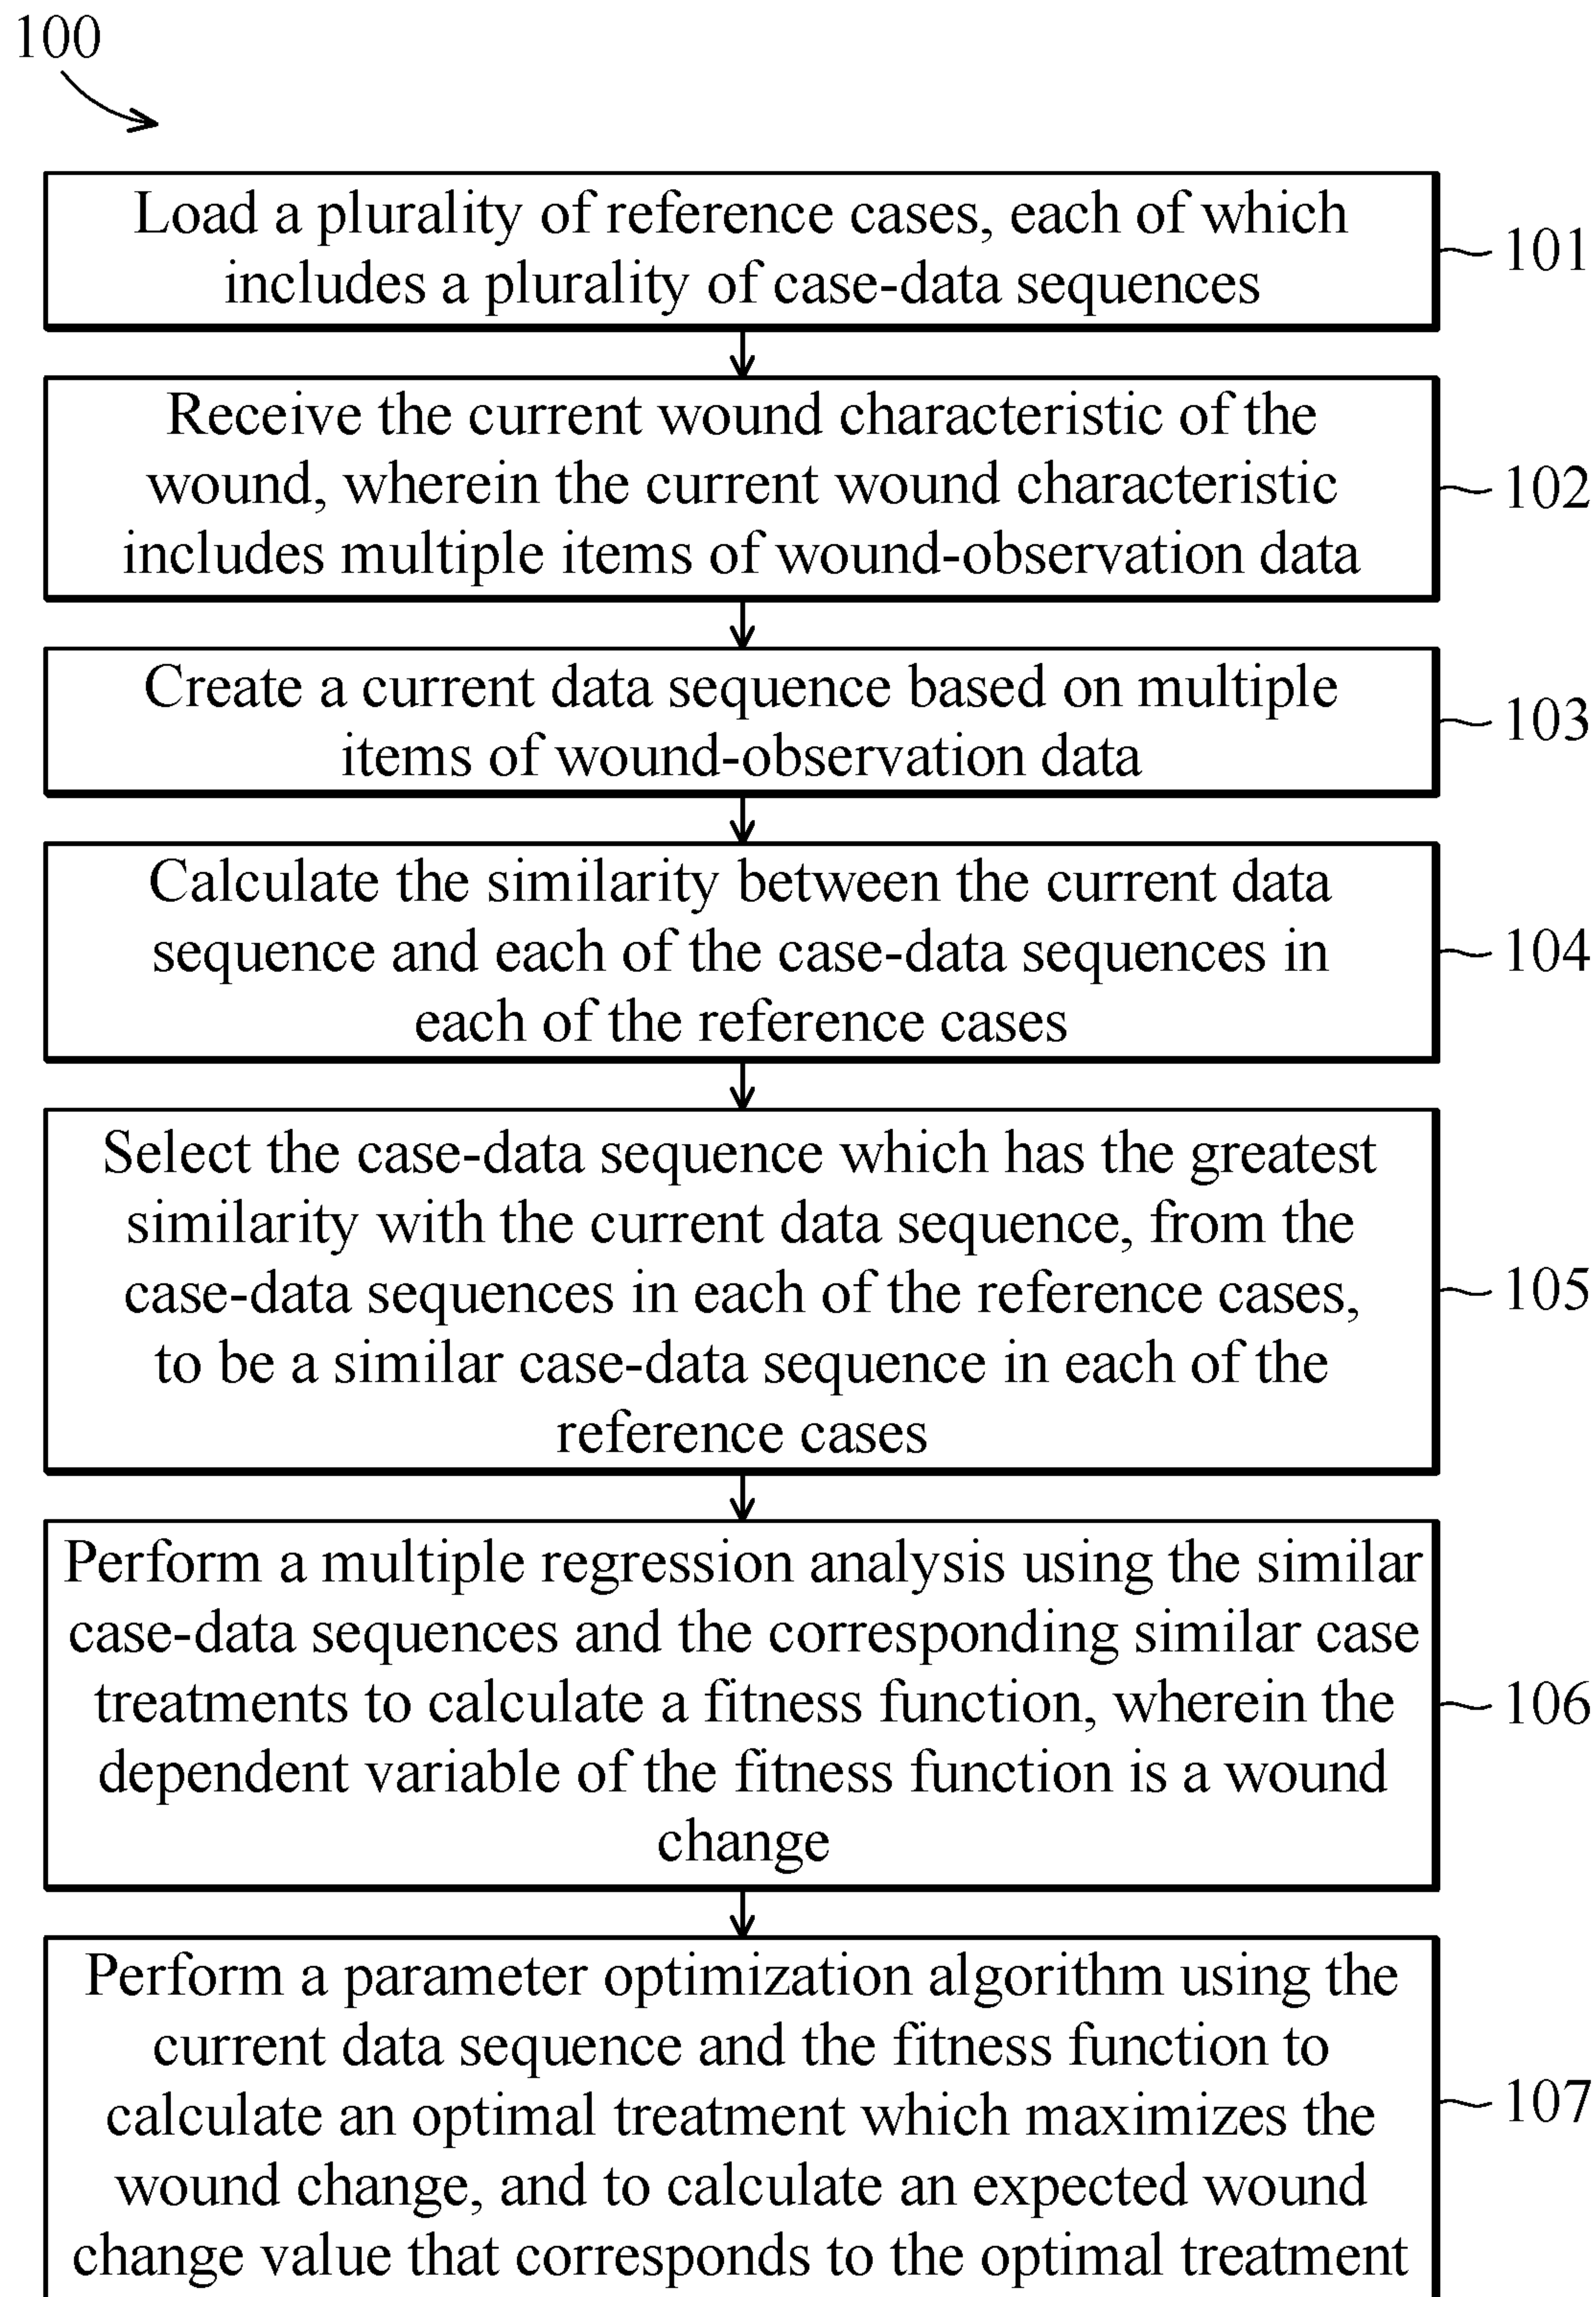 100
Load a plurality of reference cases, each of which
includes a plurality of case-data sequences
101
Receive the current wound characteristic of the
wound, wherein the current wound characteristic
includes multiple items of wound-observation data
102
Create a current data sequence based on multiple
items of wound-observation data
103
Calculate the similarity between the current data
sequence and each of the case-data sequences in
each of the reference cases
104
Select the case-data sequence which has the greatest
similarity with the current data sequence, from the
case-data sequences in each of the reference cases,
to be a similar case-data sequence in each of the
reference cases
105
Perform a multiple regression analysis using the similar
case-data sequences and the corresponding similar case
treatments to calculate a fitness function, wherein the
dependent variable of the fitness function is a wound
change
106
Perform a parameter optimization algorithm using the
current data sequence and the fitness function to
calculate an optimal treatment which maximizes the
wound change, and to calculate an expected wound
change value that corresponds to the optimal treatment
107